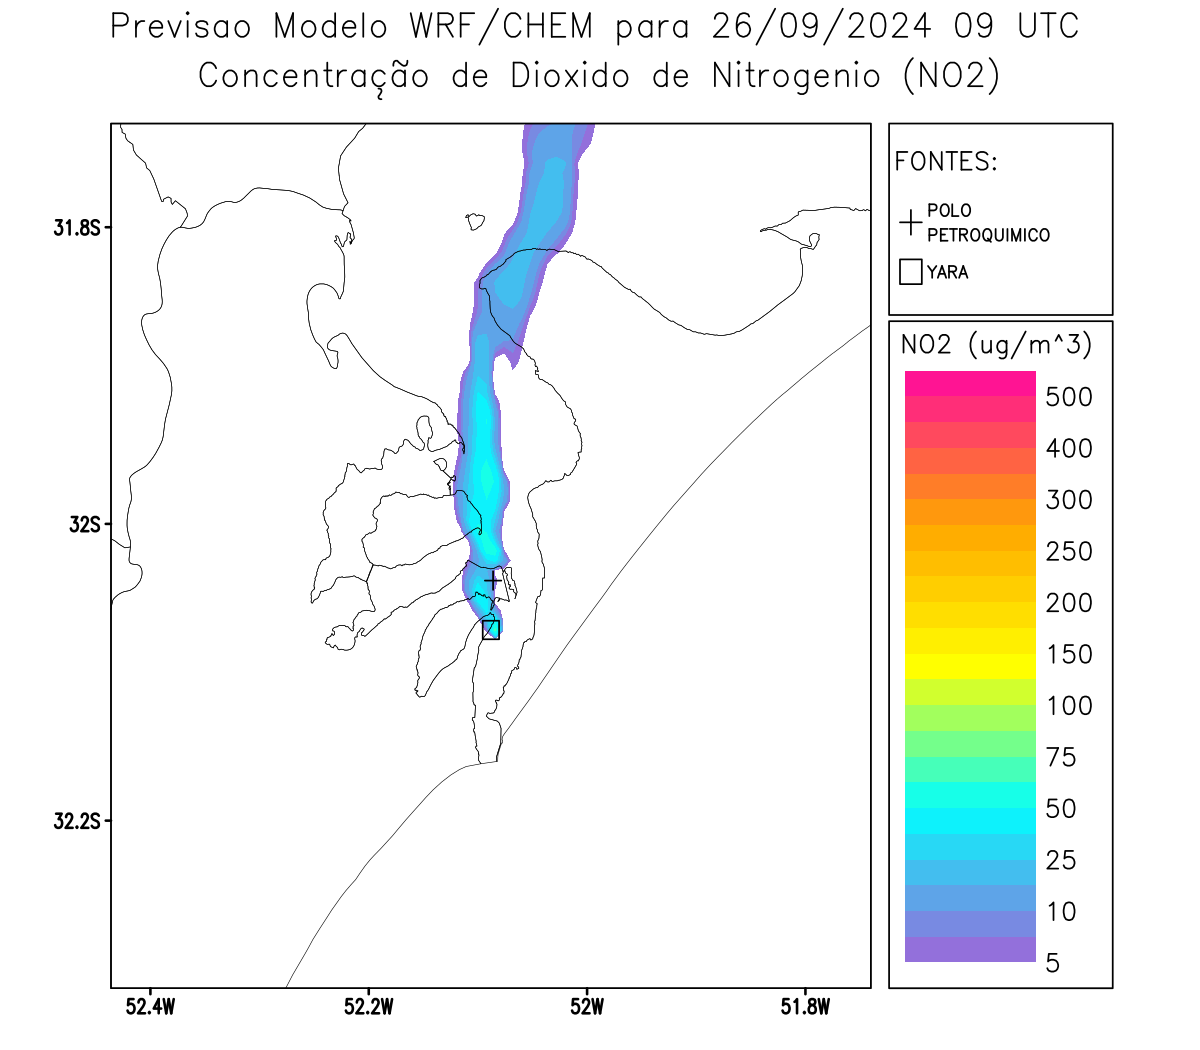 Previsao Modelo WRF/CHEM para 26/09/2024 09 UTC
Concentração de Dioxido de Nitrogenio (NO2)
FONTES:
POLO
PETROQUIMICO
YARA
31.8S
32S
32.2S
52.4W
52.2W
52W
51.8W
NO2 (ug/m^3)
500
400
300
250
200
150
100
75
50
25
10
5